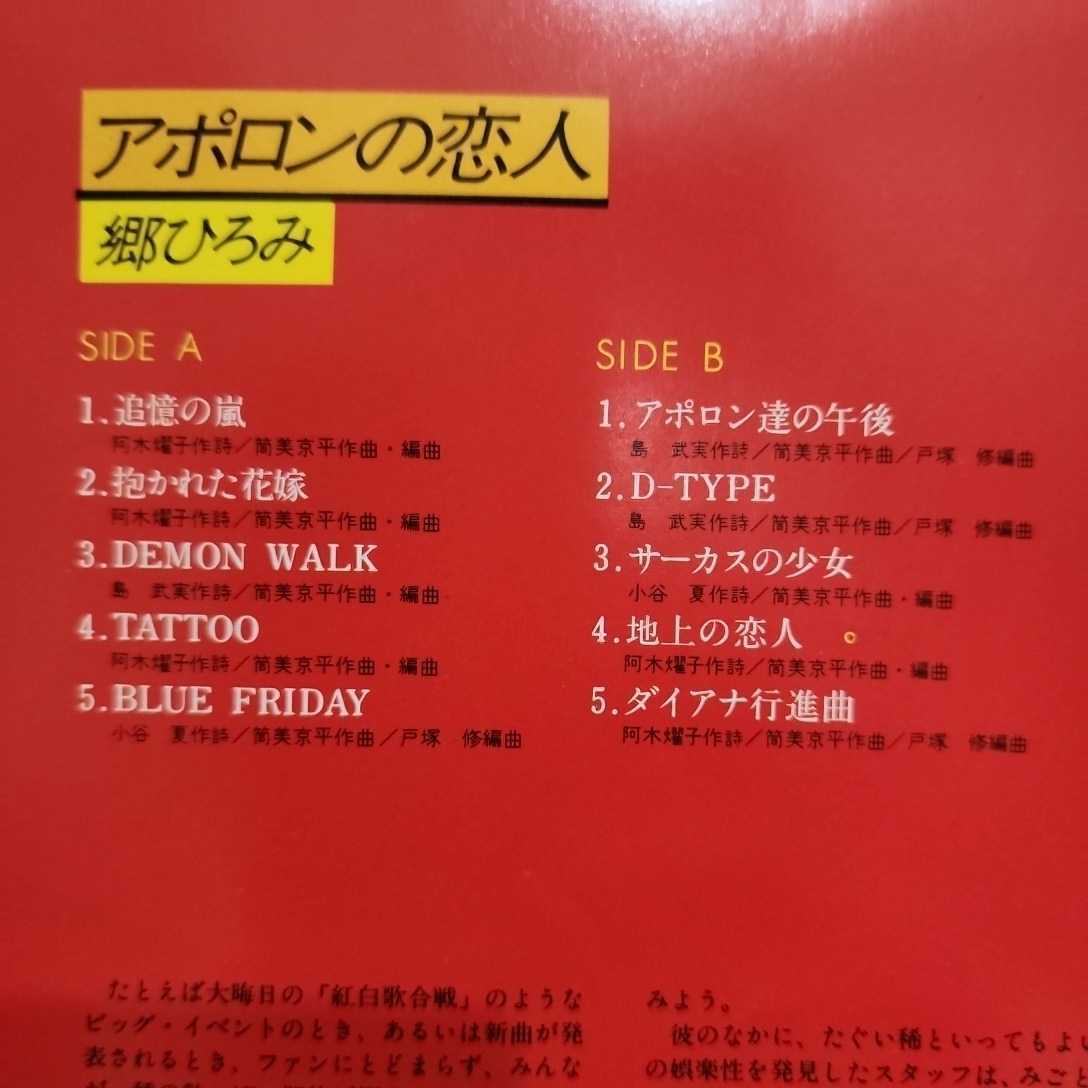 アポロンの恋人
郷ひろみ
SIDE A
1.追憶の嵐
阿木燿子作詩／筒美京平作曲・編曲
2.抱かれた花嫁
阿木燿子作詩／筒美京平作曲・編曲
3.DEMON WALK
島 武実作詩／筒美京平作曲・編曲
4.TATTOO
阿木燿子作詩／筒美京平作曲・編曲
5.BLUE FRIDAY
小谷 夏作詩／筒美京平作曲／戸塚 修編曲
SIDE B
1.アポロン達の午後
島 武実作詩／筒美京平作曲／戸塚 修編曲
2.D-TYPE
島 武実作詩／筒美京平作曲／戸塚 修編曲
3.サーカスの少女
小谷 夏作詩／筒美京平作曲・編曲
4.地上の恋人
阿木燿子作詩／筒美京平作曲・編曲
5.ダイアナ行進曲
阿木燿子作詩／筒美京平作曲／戸塚 修編曲
たとえば大晦日の「紅白歌合戦」のような
ビッグ・イベントのとき、あるいは新曲が発
表されるとき、ファンにとどまらず、みんな
みよう。
彼のなかに、たぐい稀といってもよい
の娯楽性を発見したスタッフは、みごと